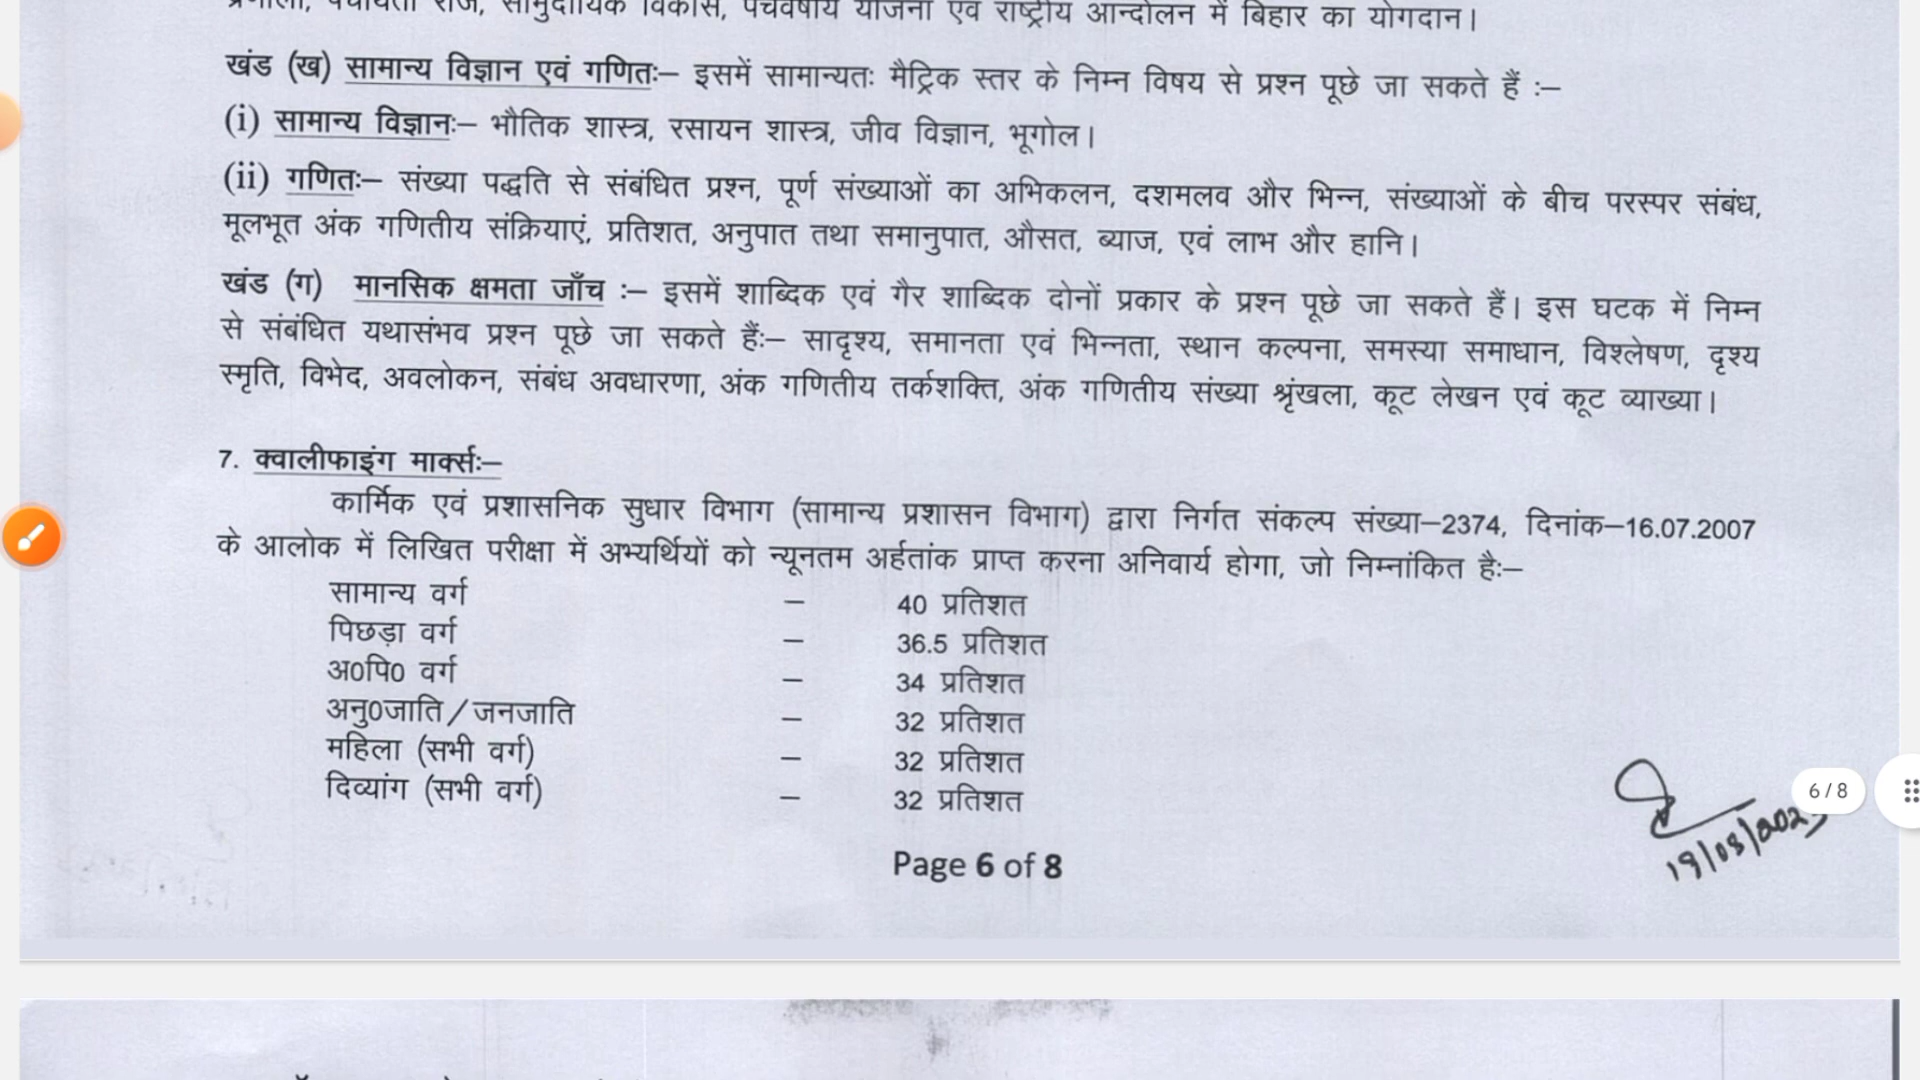 प्रणाली, पंचायती राज, सामुदायिक विकास, पंचवर्षीय योजना एवं राष्ट्रीय आन्दोलन में बिहार का योगदान।
खंड (ख) सामान्य विज्ञान एवं गणितः– इसमें सामान्यतः मैट्रिक स्तर के निम्न विषय से प्रश्न पूछे जा सकते हैं :–
(i) सामान्य विज्ञानः– भौतिक शास्त्र, रसायन शास्त्र, जीव विज्ञान, भूगोल।
(ii) गणितः– संख्या पद्धति से संबंधित प्रश्न, पूर्ण संख्याओं का अभिकलन, दशमलव और भिन्न, संख्याओं के बीच परस्पर संबंध,
मूलभूत अंक गणितीय संक्रियाएं, प्रतिशत, अनुपात तथा समानुपात, औसत, ब्याज, एवं लाभ और हानि।
खंड (ग) मानसिक क्षमता जाँच :– इसमें शाब्दिक एवं गैर शाब्दिक दोनों प्रकार के प्रश्न पूछे जा सकते हैं। इस घटक में निम्न
से संबंधित यथासंभव प्रश्न पूछे जा सकते हैंः– सादृश्य, समानता एवं भिन्नता, स्थान कल्पना, समस्या समाधान, विश्लेषण, दृश्य
स्मृति, विभेद, अवलोकन, संबंध अवधारणा, अंक गणितीय तर्कशक्ति, अंक गणितीय संख्या श्रृंखला, कूट लेखन एवं कूट व्याख्या।
7. क्वालीफाइंग मार्क्सः–
कार्मिक एवं प्रशासनिक सुधार विभाग (सामान्य प्रशासन विभाग) द्वारा निर्गत संकल्प संख्या–2374, दिनांक–16.07.2007
के आलोक में लिखित परीक्षा में अभ्यर्थियों को न्यूनतम अर्हतांक प्राप्त करना अनिवार्य होगा, जो निम्नांकित हैः–
सामान्य वर्ग – 40 प्रतिशत
पिछड़ा वर्ग – 36.5 प्रतिशत
अ0पि0 वर्ग – 34 प्रतिशत
अनु0जाति/जनजाति – 32 प्रतिशत
महिला (सभी वर्ग) – 32 प्रतिशत
दिव्यांग (सभी वर्ग) – 32 प्रतिशत
6/8
Page 6 of 8